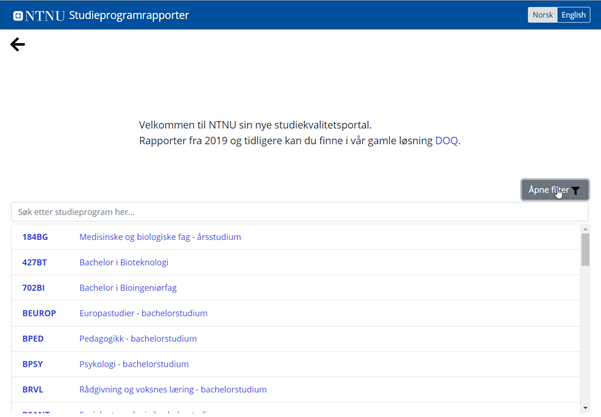 NTNU Studieprogramrapporter
Norsk English
Velkommen til NTNU sin nye studiekvalitetsportal.
Rapporter fra 2019 og tidligere kan du finne i vår gamle løsning DOQ.
Åpne filter
Søk etter studieprogram her...
184BG Medisinske og biologiske fag - årsstudium
427BT Bachelor i Bioteknologi
702BI Bachelor i Bioingeniørfag
BEUROP Europastudier - bachelorstudium
BPED Pedagogikk - bachelorstudium
BPSY Psykologi - bachelorstudium
BRVL Rådgivning og voksnes læring - bachelorstudium